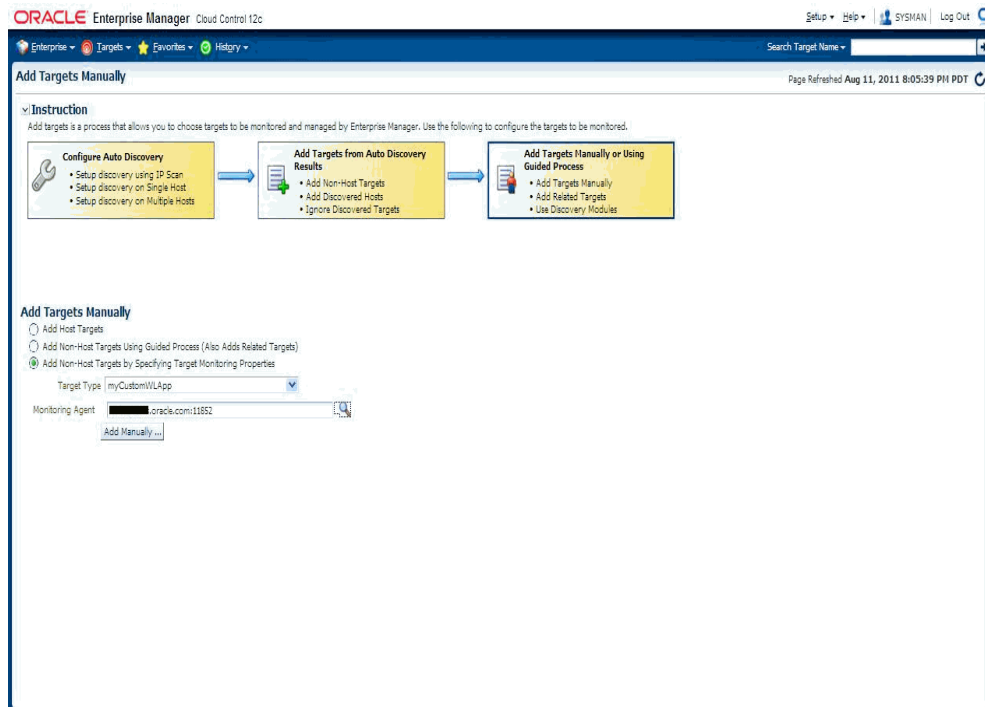 ORACLE Enterprise Manager Cloud Control 12c
Setup Help SYSMAN Log Out
Enterprise Targets Favorites History
Search Target Name
Add Targets Manually
Page Refreshed Aug 11, 2011 8:05:39 PM PDT
Instruction
Add targets is a process that allows you to choose targets to be monitored and managed by Enterprise Manager. Use the following to configure the targets to be monitored.
Configure Auto Discovery
• Setup discovery using IP Scan
• Setup discovery on Single Host
• Setup discovery on Multiple Hosts
Add Targets from Auto Discovery
Results
• Add Non-Host Targets
• Add Discovered Hosts
• Ignore Discovered Targets
Add Targets Manually or Using
Guided Process
• Add Targets Manually
• Add Related Targets
• Use Discovery Modules
Add Targets Manually
Add Host Targets
Add Non-Host Targets Using Guided Process (Also Adds Related Targets)
Add Non-Host Targets by Specifying Target Monitoring Properties
Target Type myCustomWLApp
Monitoring Agent .oracle.com:11852
Add Manually ...